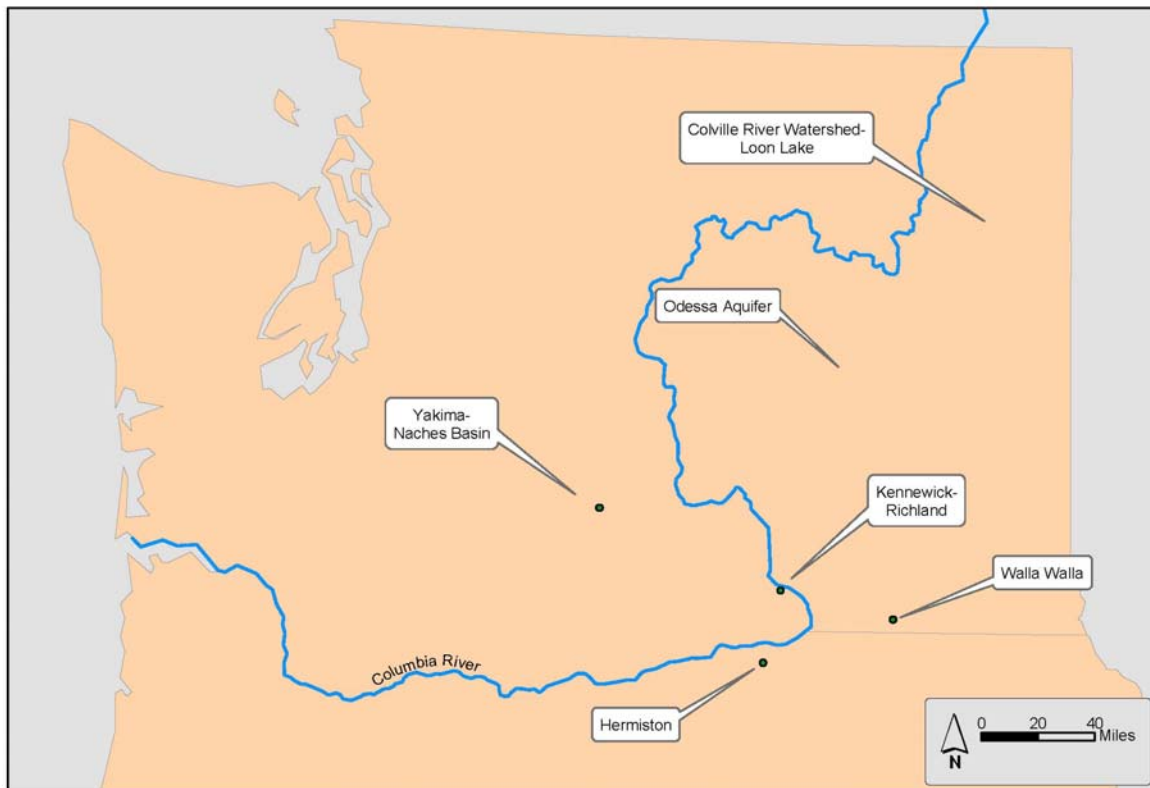 Colville River Watershed-
Loon Lake
Odessa Aquifer
Yakima-
Naches Basin
Kennewick-
Richland
Walla Walla
Columbia River
Hermiston
N
0 20 40
Miles